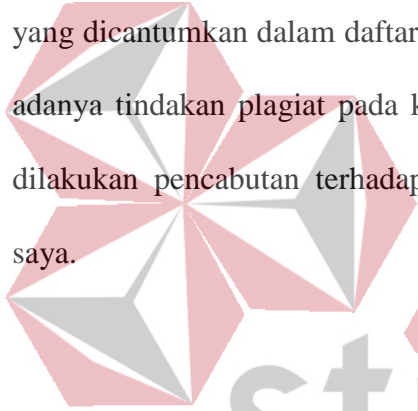 yang dicantumkan dalam daftar
adanya tindakan plagiat pada
dilakukan pencabutan terhadap
saya.